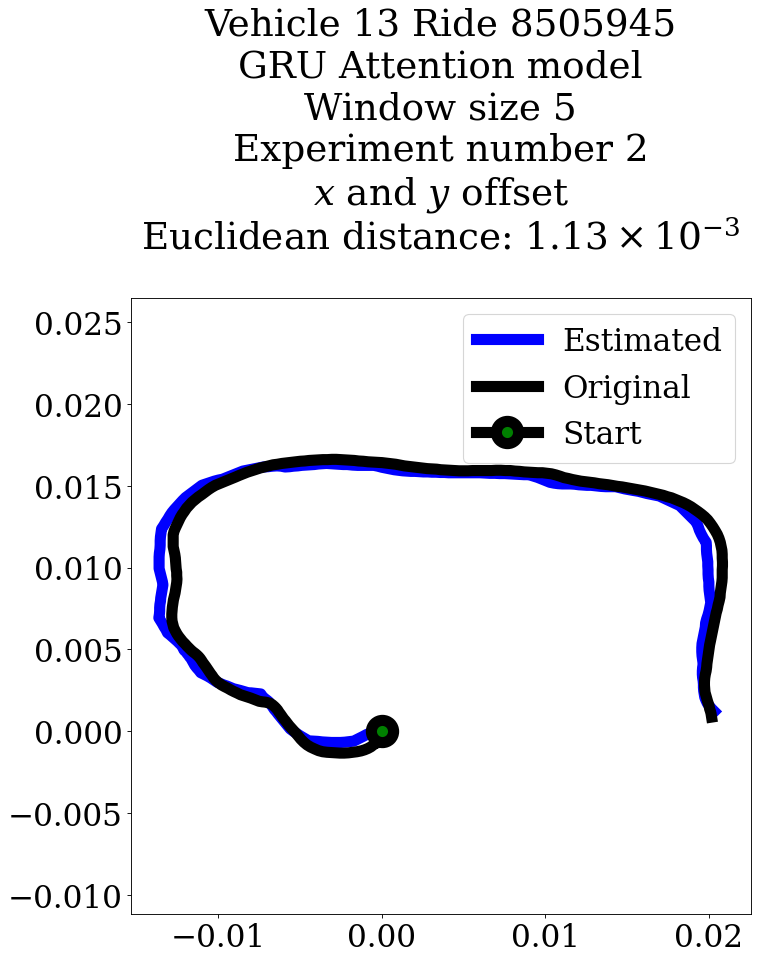 Vehicle 13 Ride 8505945
GRU Attention model
Window size 5
Experiment number 2
x and y offset
Euclidean distance: 1.13 × 10⁻³
Estimated
Original
Start
0.025
0.020
0.015
0.010
0.005
0.000
−0.005
−0.010
−0.01 0.00 0.01 0.02